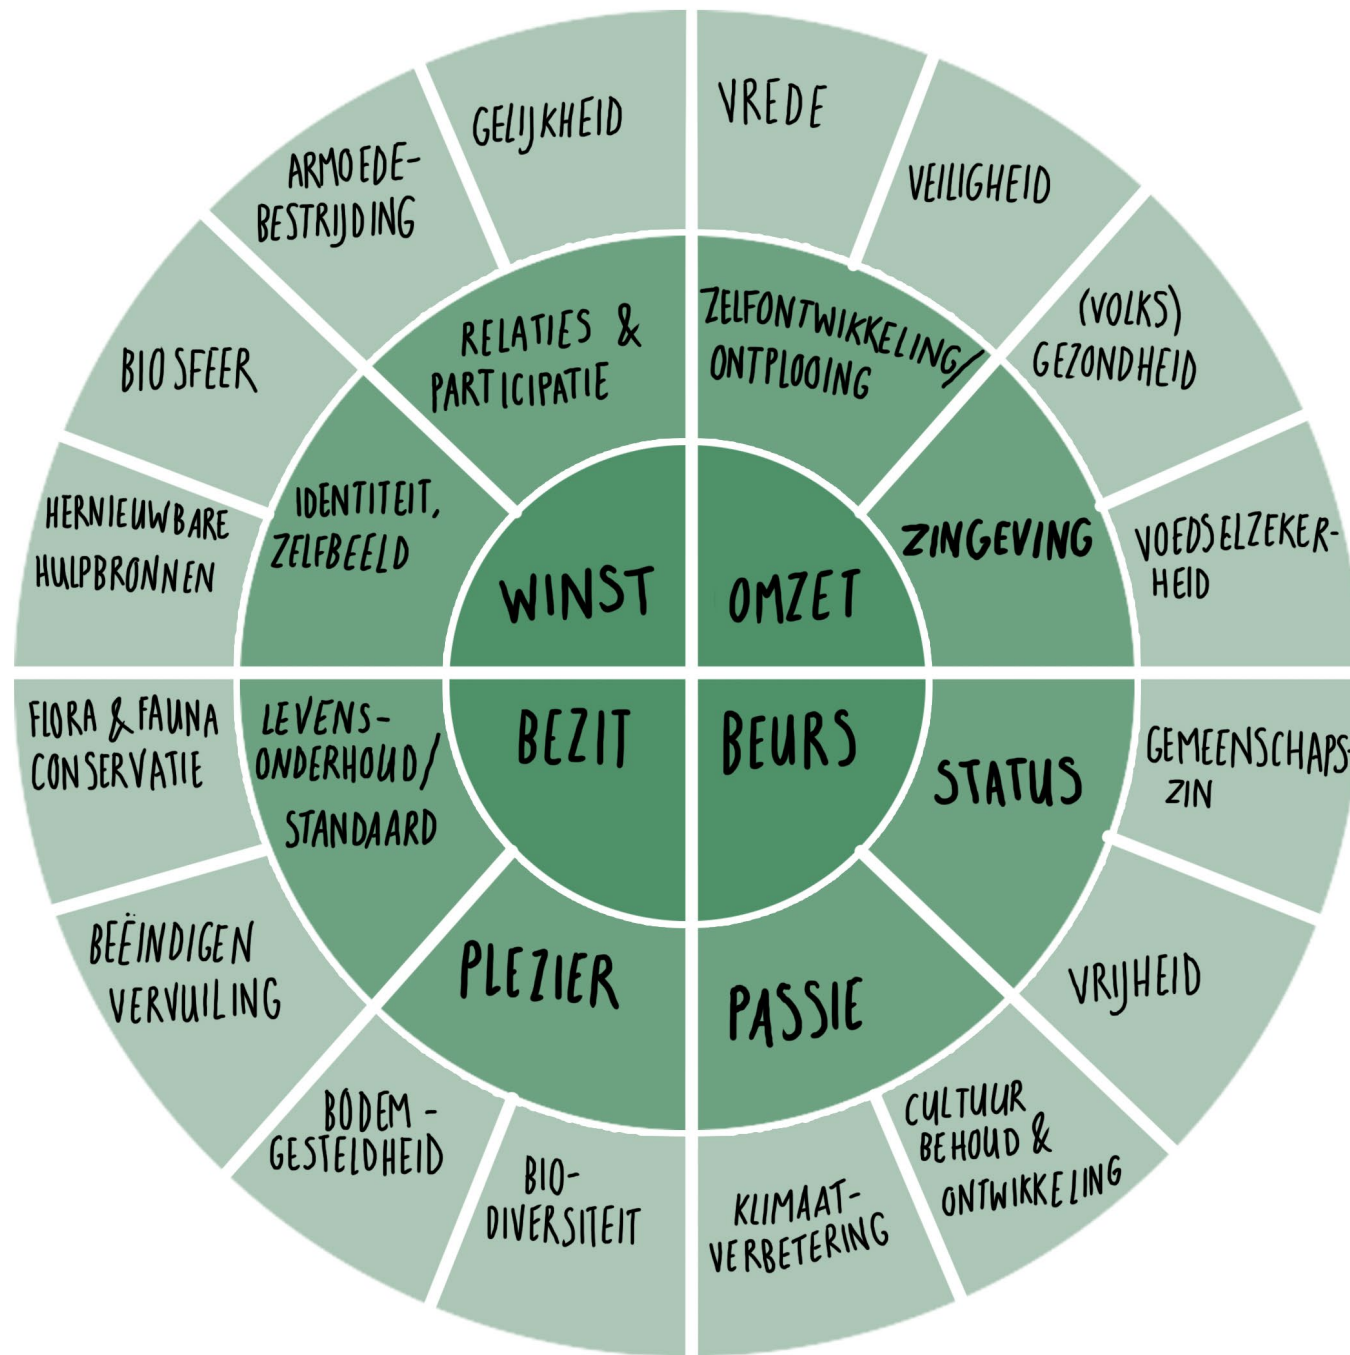 GELIJKHEID
VREDE
VEILIGHEID
(VOLKS)
GEZONDHEID
VOEDSELZEKER-
HEID
GEMEENSCHAPS-
ZIN
VRIJHEID
CULTUUR
BEHOUD &
ONTWIKKELING
KLIMAAT-
VERBETERING
BIO-
DIVERSITEIT
BODEM-
GESTELDHEID
BEËINDIGEN
VERVUILING
FLORA & FAUNA
CONSERVATIE
HERNIEUWBARE
HULPBRONNEN
BIOSFEER
ARMOEDE-
BESTRIJDING
RELATIES &
PARTICIPATIE
ZELFONTWIKKELING/
ONTPLOOING
ZINGEVING
STATUS
PASSIE
PLEZIER
LEVENS-
ONDERHOUD/
STANDAARD
IDENTITEIT,
ZELFBEELD
WINST
OMZET
BEZIT
BEURS